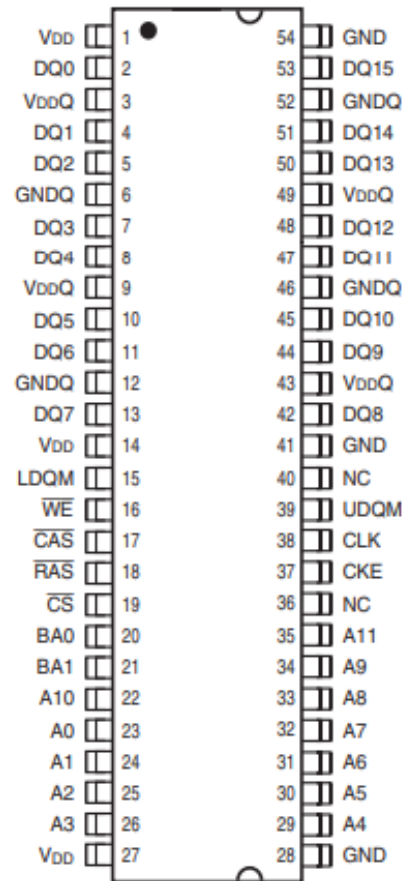 VDD 1 54 GND
DQ0 2 53 DQ15
VDDQ 3 52 GNDQ
DQ1 4 51 DQ14
DQ2 5 50 DQ13
GNDQ 6 49 VDDQ
DQ3 7 48 DQ12
DQ4 8 47 DQ11
VDDQ 9 46 GNDQ
DQ5 10 45 DQ10
DQ6 11 44 DQ9
GNDQ 12 43 VDDQ
DQ7 13 42 DQ8
VDD 14 41 GND
LDQM 15 40 NC
W̅E̅ 16 39 UDQM
C̅A̅S̅ 17 38 CLK
R̅A̅S̅ 18 37 CKE
C̅S̅ 19 36 NC
BA0 20 35 A11
BA1 21 34 A9
A10 22 33 A8
A0 23 32 A7
A1 24 31 A6
A2 25 30 A5
A3 26 29 A4
VDD 27 28 GND